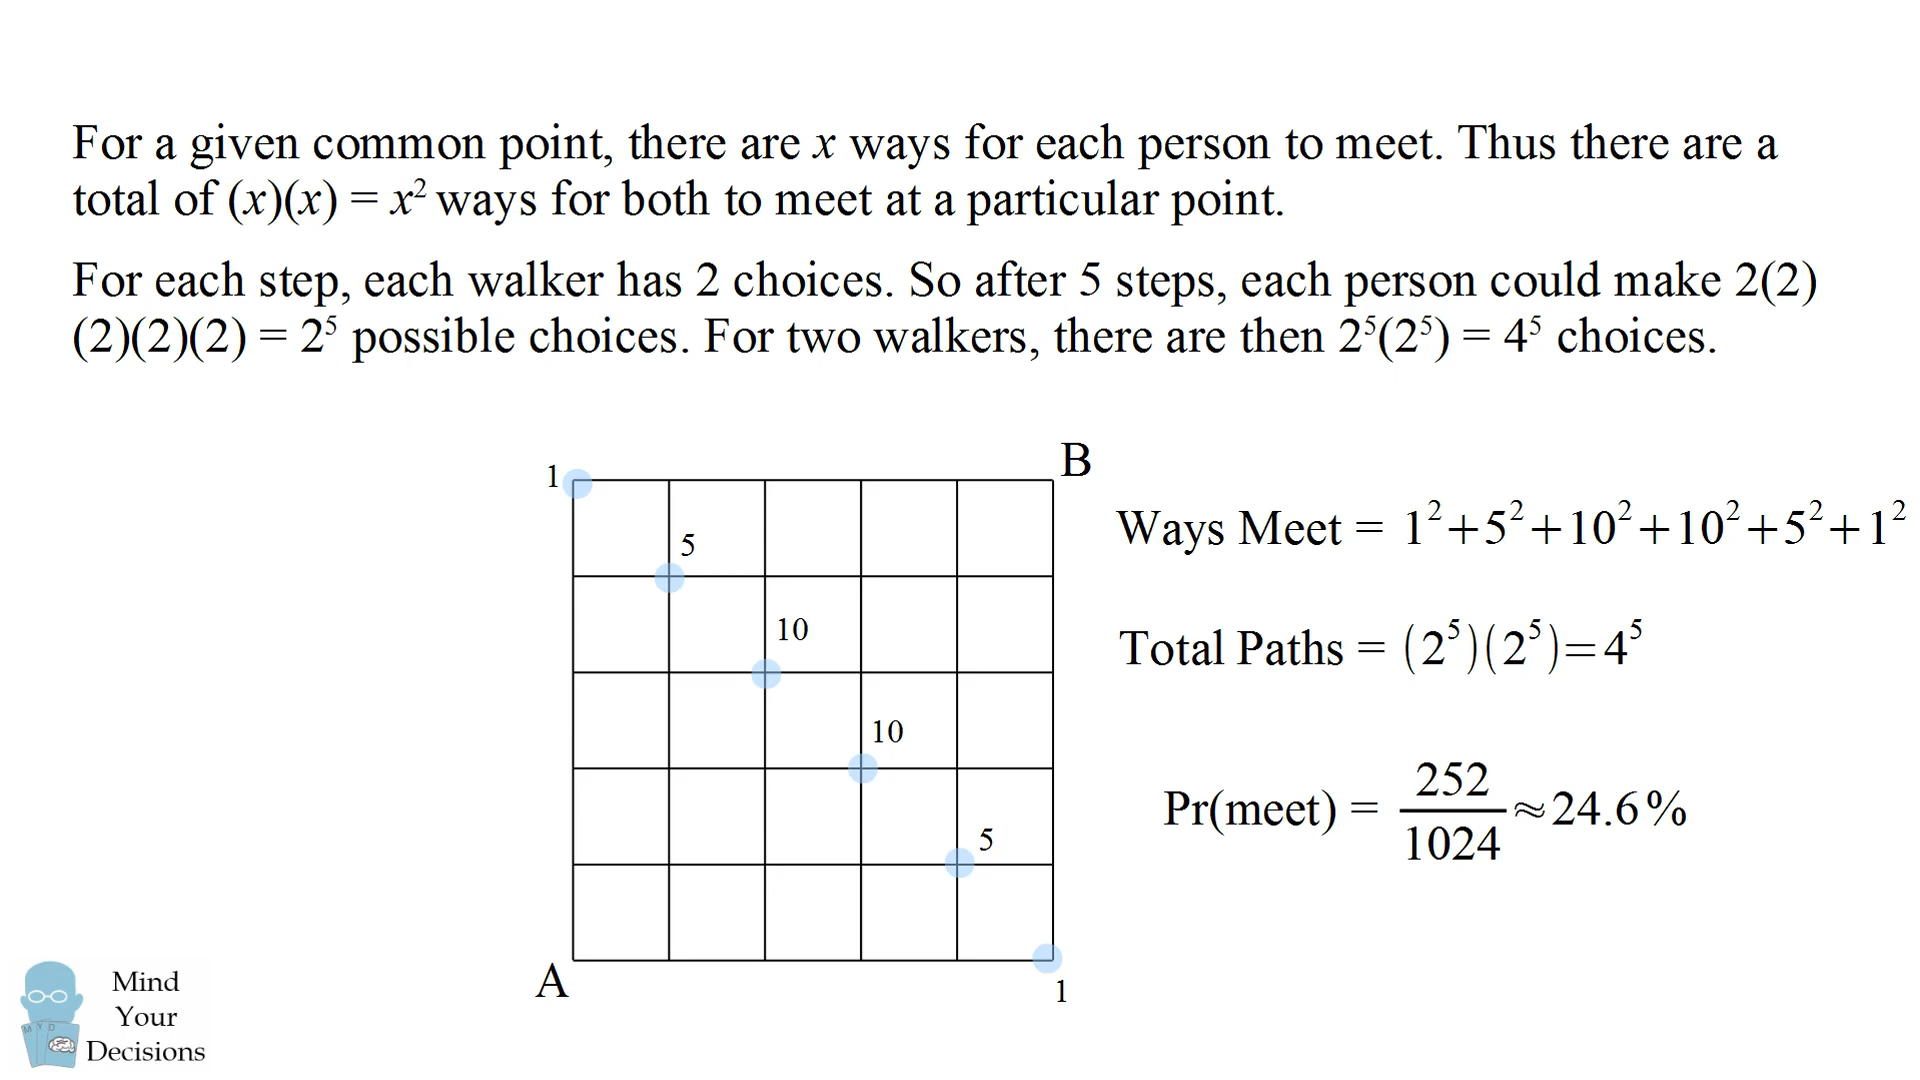 For a given common point, there are x ways for each person to meet. Thus there are a
total of (x)(x) = x² ways for both to meet at a particular point.
For each step, each walker has 2 choices. So after 5 steps, each person could make 2(2)
(2)(2)(2) = 2⁵ possible choices. For two walkers, there are then 2⁵(2⁵) = 4⁵ choices.
B
1
5
10
10
5
A
1
Ways Meet = 1²+5²+10²+10²+5²+1²
Total Paths = (2⁵)(2⁵)=4⁵
Pr(meet) = 252/1024 ≈24.6%
M Y D
Mind
Your
Decisions